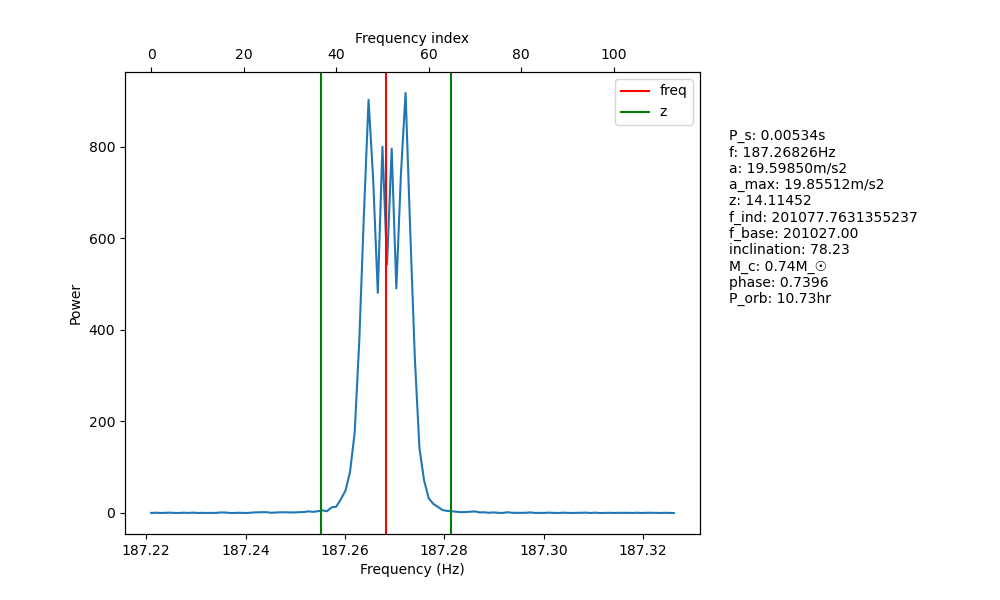 Frequency index
0 20 40 60 80 100
freq
z
800
600
400
200
0
Power
187.22 187.24 187.26 187.28 187.30 187.32
Frequency (Hz)
P_s: 0.00534s
f: 187.26826Hz
a: 19.59850m/s2
a_max: 19.85512m/s2
z: 14.11452
f_ind: 201077.7631355237
f_base: 201027.00
inclination: 78.23
M_c: 0.74M_☉
phase: 0.7396
P_orb: 10.73hr